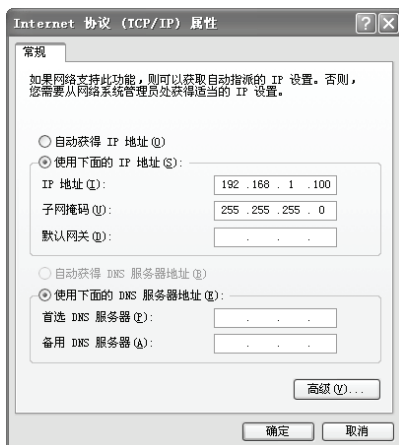 Internet 协议 (TCP/IP) 属性
常规
如果网络支持此功能，则可以获取自动指派的 IP 设置。否则，
您需要从网络系统管理员处获得适当的 IP 设置。
自动获得 IP 地址(O)
使用下面的 IP 地址(S):
IP 地址(I): 192 .168 . 1 .100
子网掩码(U): 255 .255 .255 . 0
默认网关(D): . . .
自动获得 DNS 服务器地址(B)
使用下面的 DNS 服务器地址(E):
首选 DNS 服务器(P): . . .
备用 DNS 服务器(A): . . .
高级(V)...
确定 取消